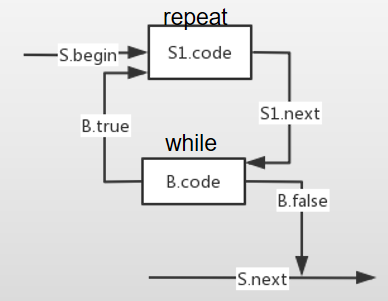 repeat
S.begin
S1.code
S1.next
B.true
while
B.code
B.false
S.next